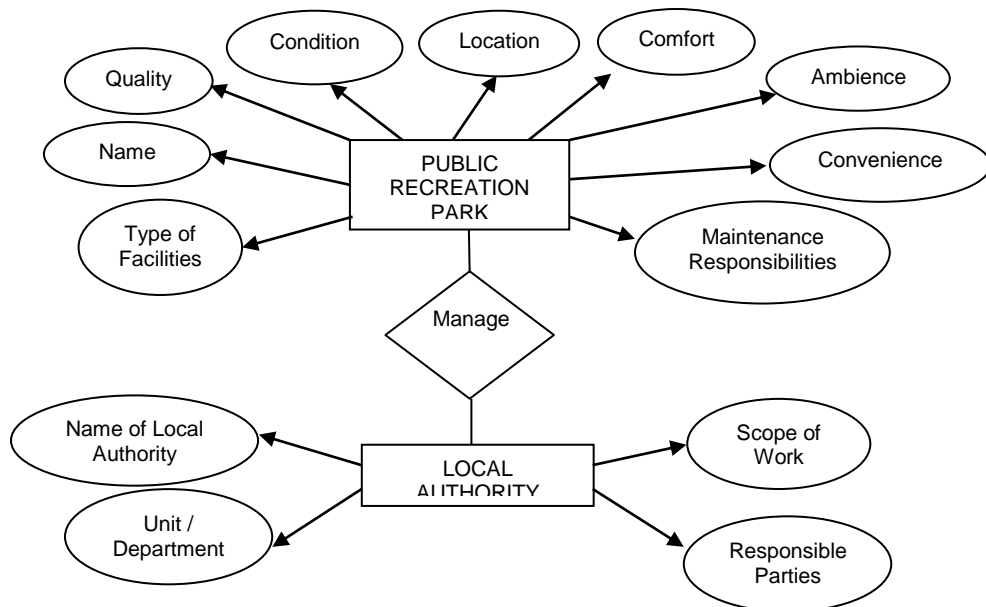 Condition
Location
Comfort
Quality
Ambience
Name
PUBLIC
RECREATION
PARK
Convenience
Type of
Facilities
Maintenance
Responsibilities
Manage
Name of Local
Authority
Scope of
Work
LOCAL
AUTHORITY
Unit /
Department
Responsible
Parties